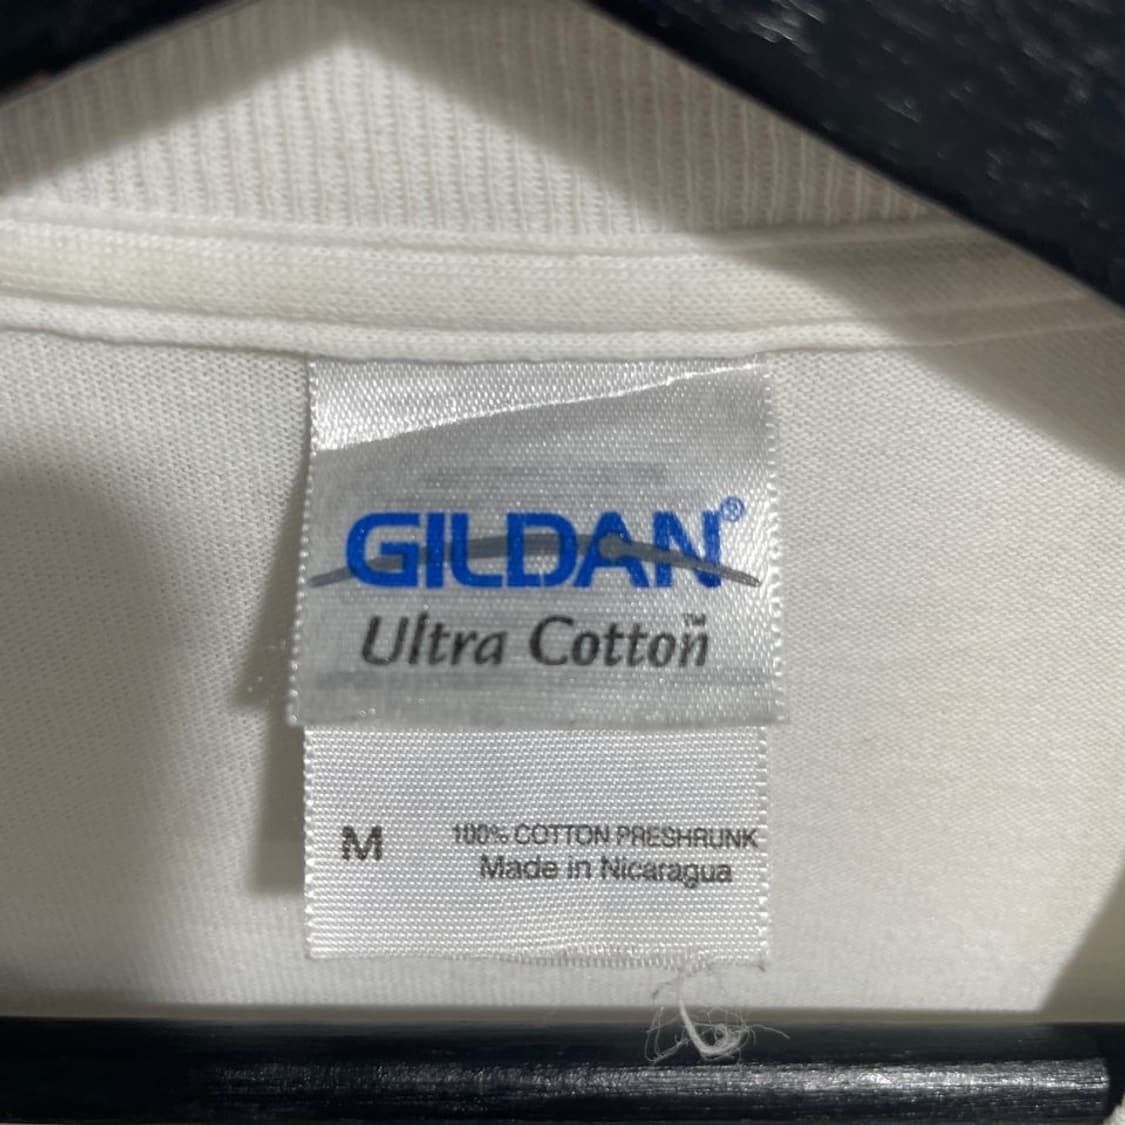 GILDAN®
Ultra Cotton™
M 100% COTTON PRESHRUNK
Made in Nicaragua